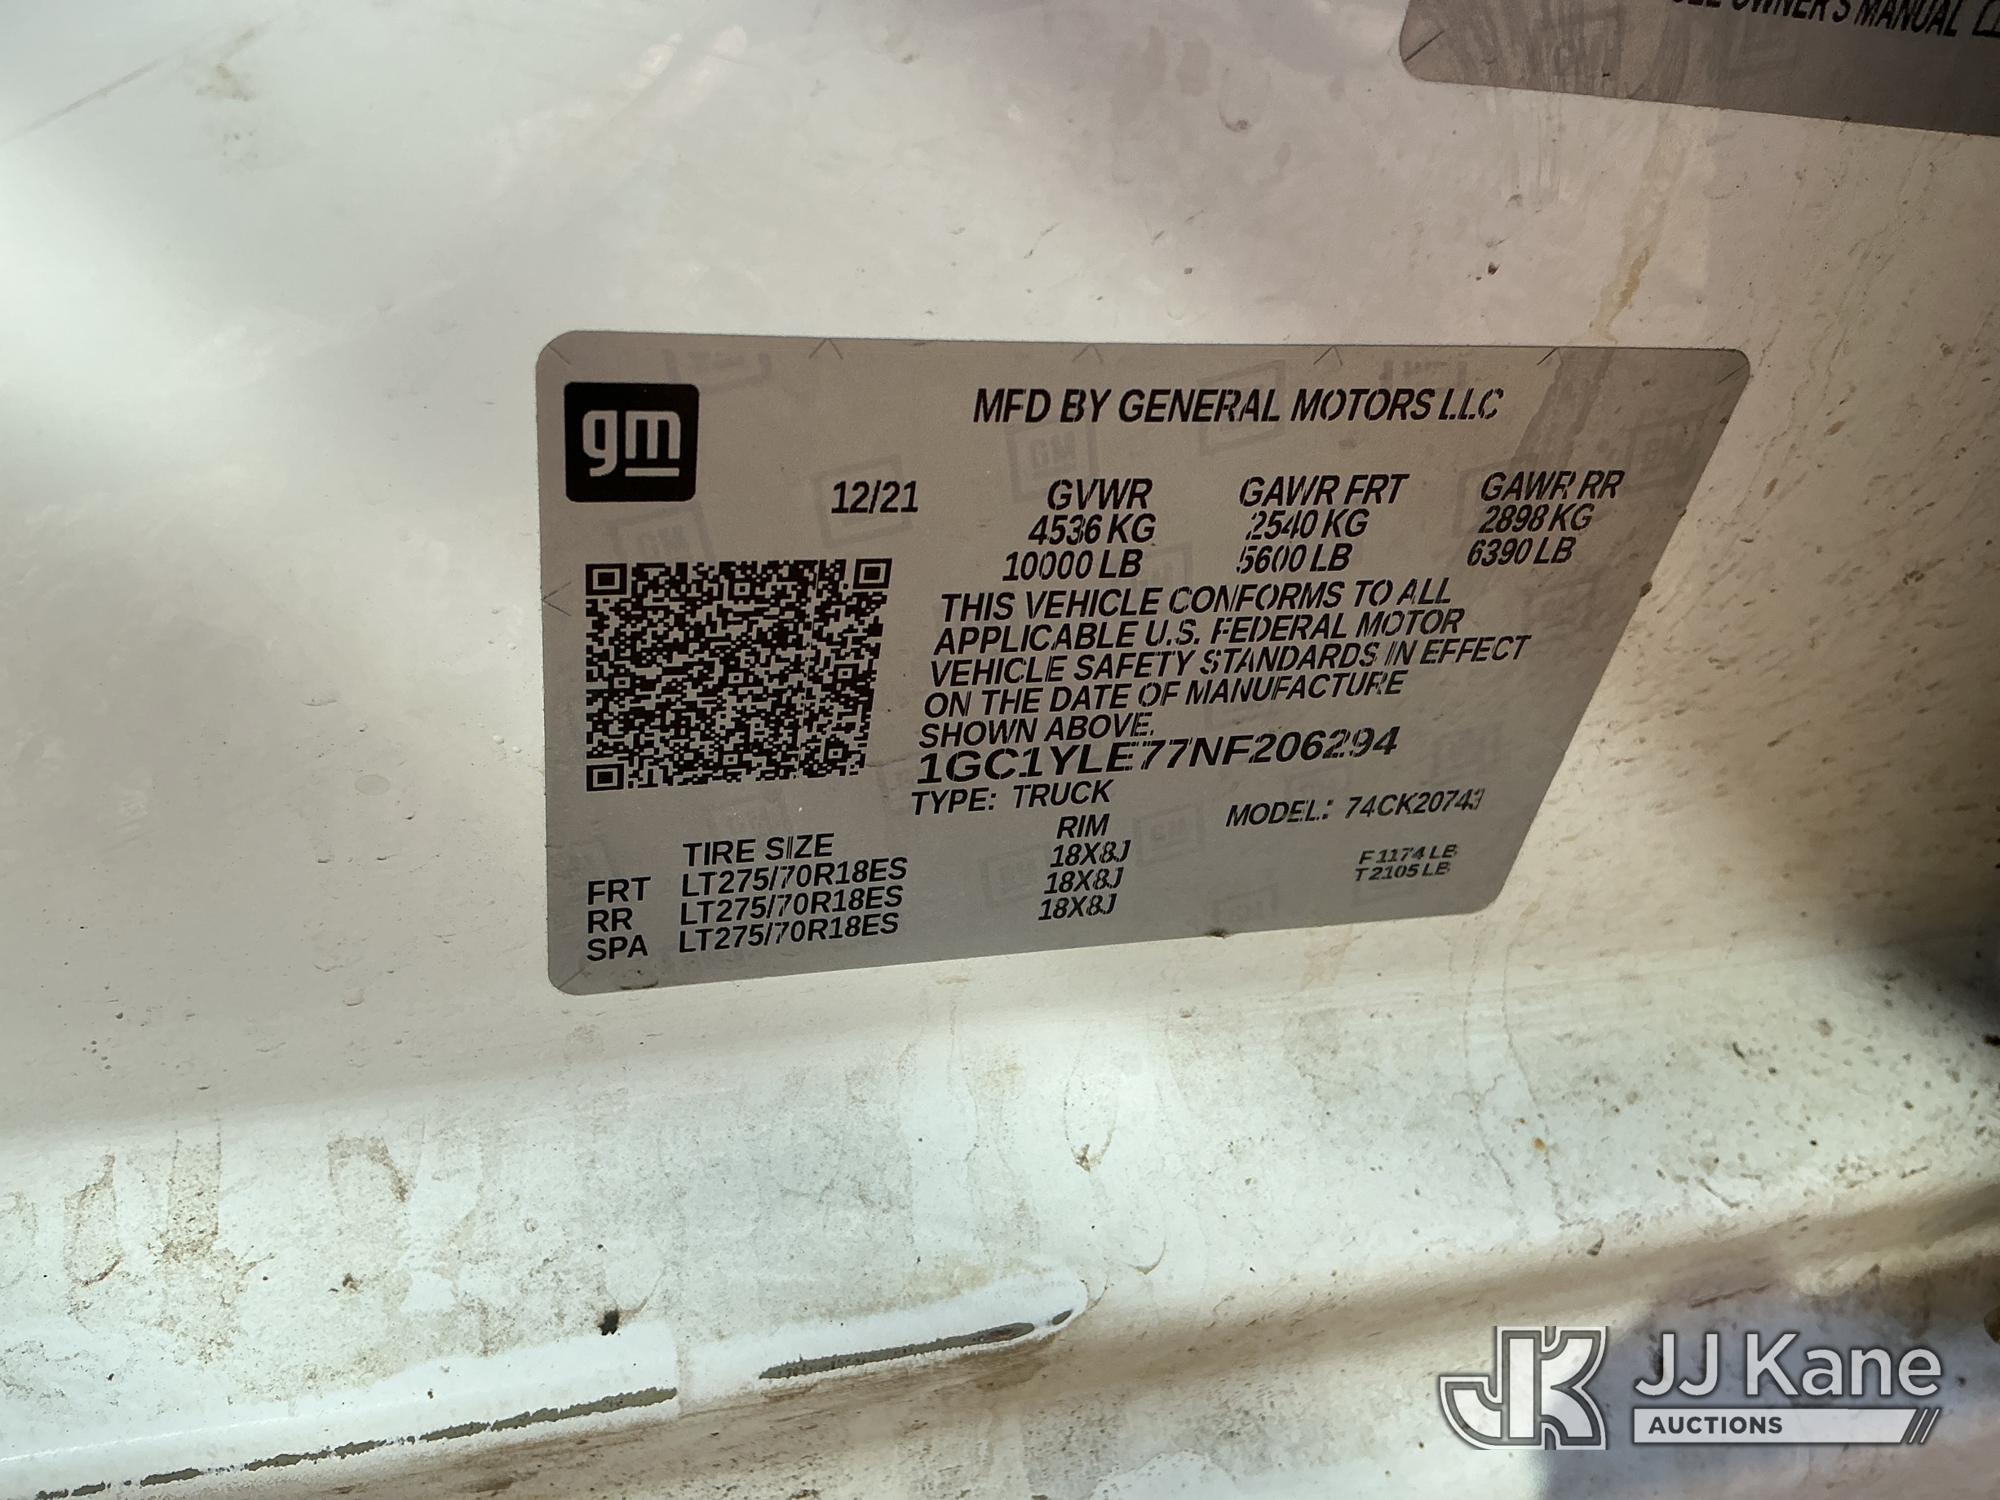 OWNER'S MANUAL
gm
MFD BY GENERAL MOTORS LLC
12/21 GVWR GAWR FRT GAWR RR
4536 KG 2540 KG 2898 KG
10000 LB 5600 LB 6390 LB
THIS VEHICLE CONFORMS TO ALL
APPLICABLE U.S. FEDERAL MOTOR
VEHICLE SAFETY STANDARDS IN EFFECT
ON THE DATE OF MANUFACTURE
SHOWN ABOVE.
1GC1YLE77NF206294
TYPE: TRUCK MODEL: 74CK20743
TIRE SIZE RIM
FRT LT275/70R18ES 18X8J F 1174 LB
RR LT275/70R18ES 18X8J T 2105 LB
SPA LT275/70R18ES 18X8J
JK JJ Kane
AUCTIONS